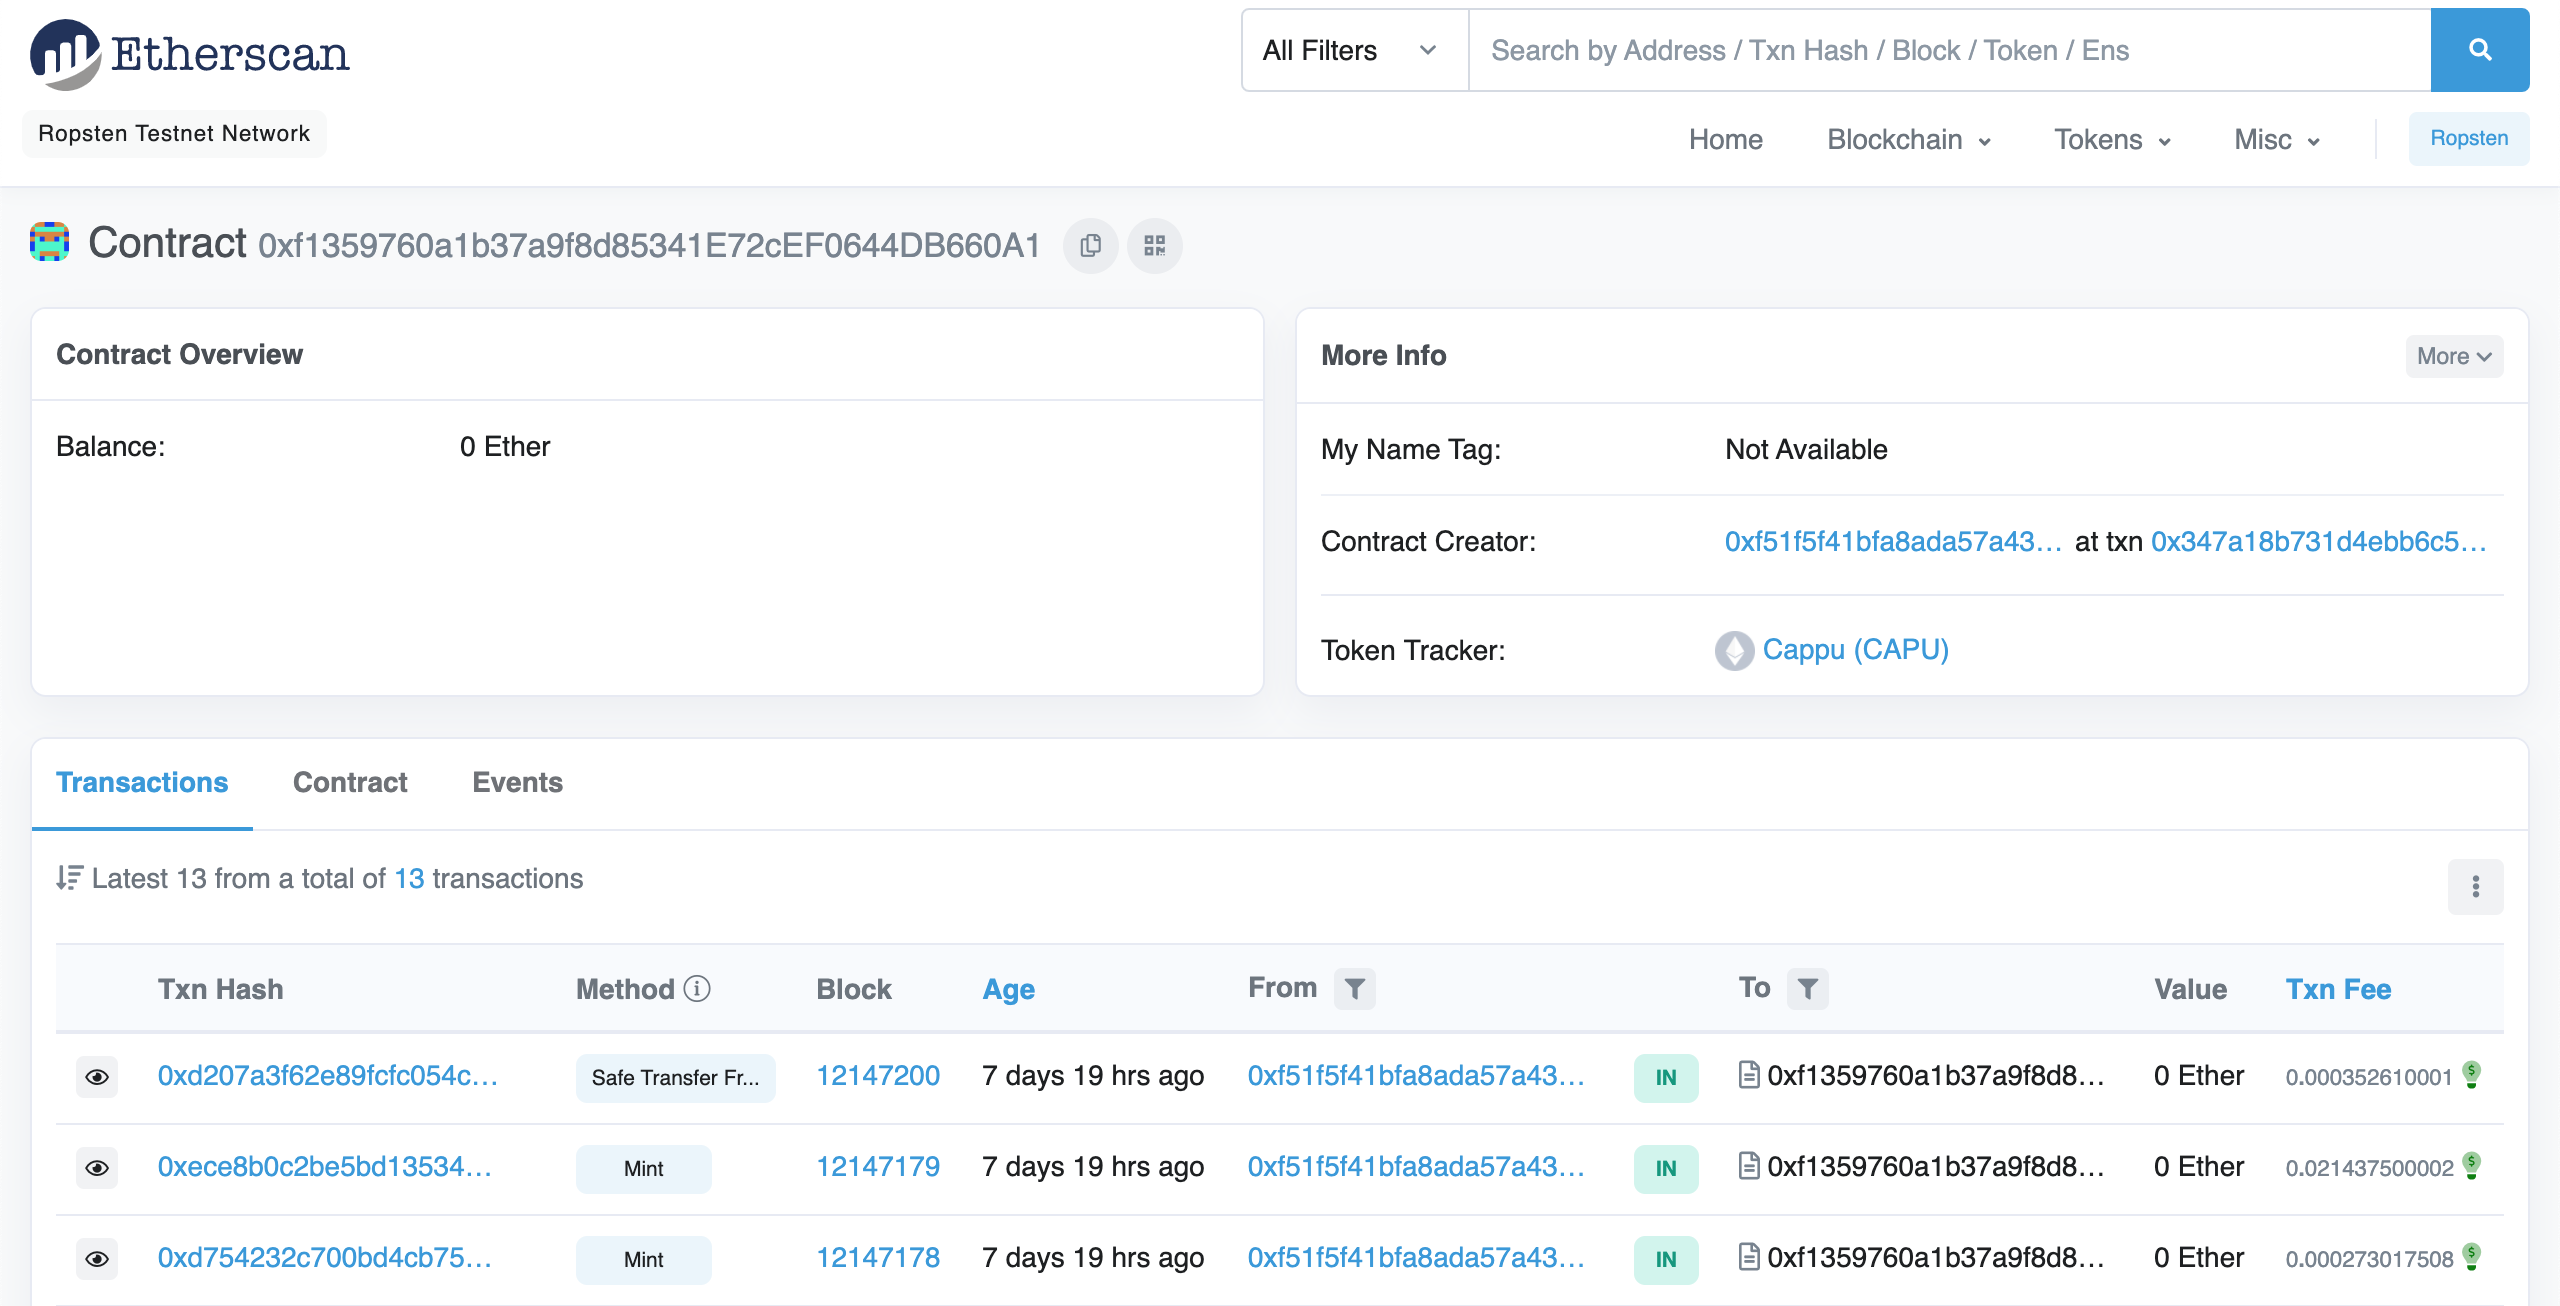 Etherscan
All Filters
Search by Address / Txn Hash / Block / Token / Ens
Ropsten Testnet Network
Home Blockchain Tokens Misc Ropsten
Contract 0xf1359760a1b37a9f8d85341E72cEF0644DB660A1
Contract Overview
Balance: 0 Ether
More Info More
My Name Tag: Not Available
Contract Creator: 0xf51f5f41bfa8ada57a43... at txn 0x347a18b731d4ebb6c5...
Token Tracker: Cappu (CAPU)
Transactions Contract Events
Latest 13 from a total of 13 transactions
Txn Hash Method Block Age From To Value Txn Fee
0xd207a3f62e89fcfc054c... Safe Transfer Fr... 12147200 7 days 19 hrs ago 0xf51f5f41bfa8ada57a43... IN 0xf1359760a1b37a9f8d8... 0 Ether 0.000352610001
0xece8b0c2be5bd13534... Mint 12147179 7 days 19 hrs ago 0xf51f5f41bfa8ada57a43... IN 0xf1359760a1b37a9f8d8... 0 Ether 0.021437500002
0xd754232c700bd4cb75... Mint 12147178 7 days 19 hrs ago 0xf51f5f41bfa8ada57a43... IN 0xf1359760a1b37a9f8d8... 0 Ether 0.000273017508